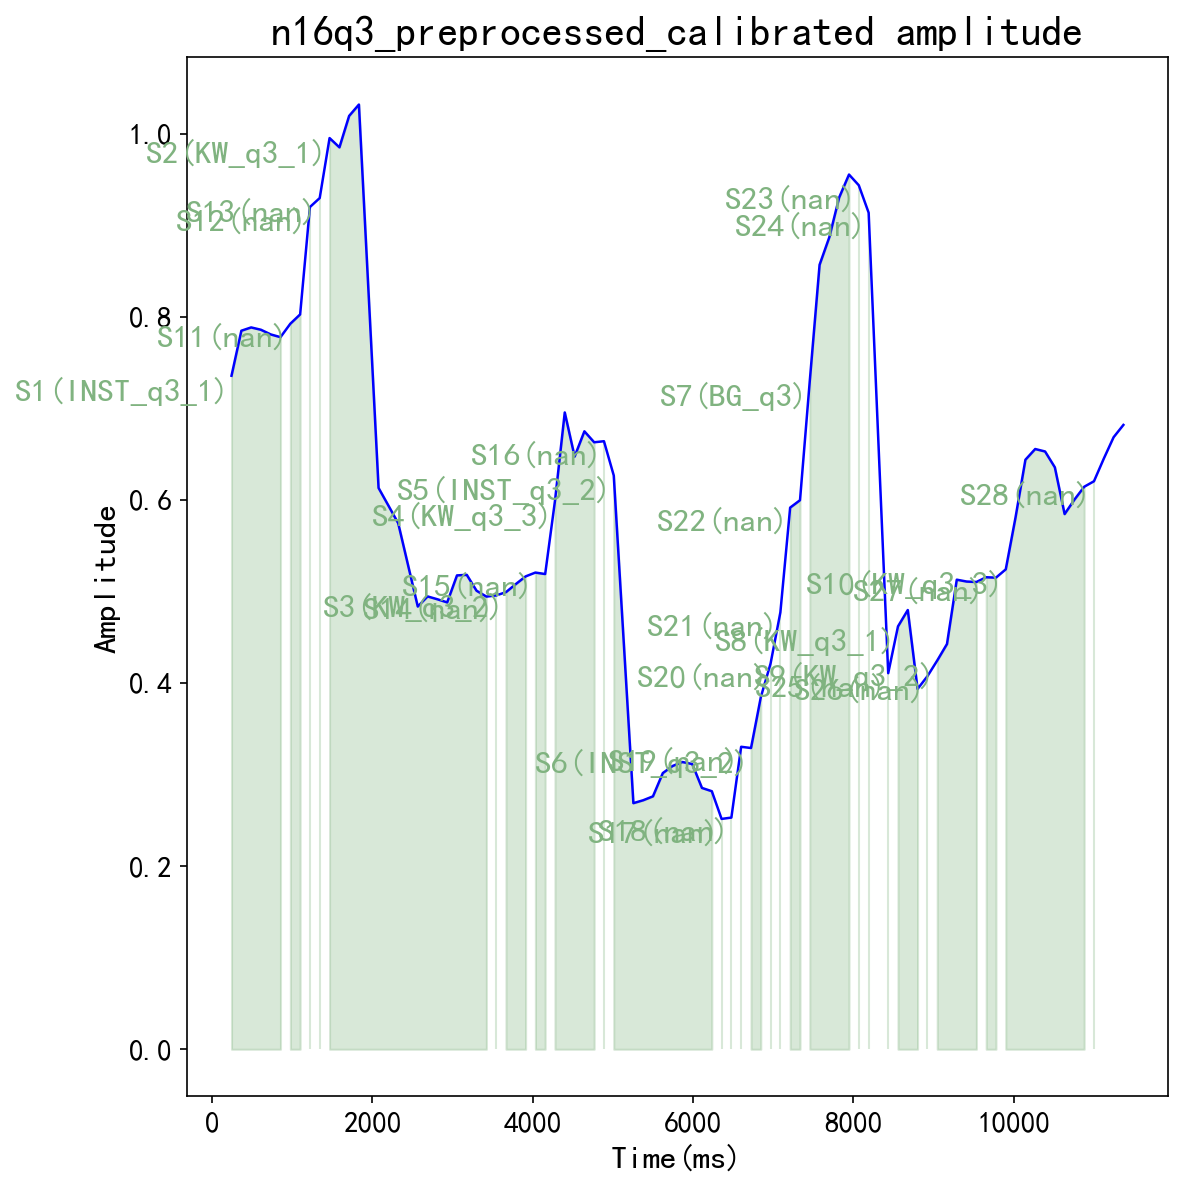 n16q3_preprocessed_calibrated amplitude
1.0
S2(KW_q3_1)
S13(nan)
S12(nan)
S23(nan)
S24(nan)
0.8
S11(nan)
S1(INST_q3_1)
S7(BG_q3)
S16(nan)
S5(INST_q3_2)
S4(KW_q3_3)
0.6
S28(nan)
S22(nan)
S15(nan)
S10(KW_q3_3)
S27(nan)
S3(KW_q3_2)
S14(nan)
S21(nan)
S8(KW_q3_1)
Amplitude
0.4
S20(nan)
S9(KW_q3_2)
S25(nan)
S26(nan)
S6(INST_q3_2)
S19(nan)
S17(nan)
S18(nan)
0.2
0.0
0
2000
4000
6000
8000
10000
Time(ms)